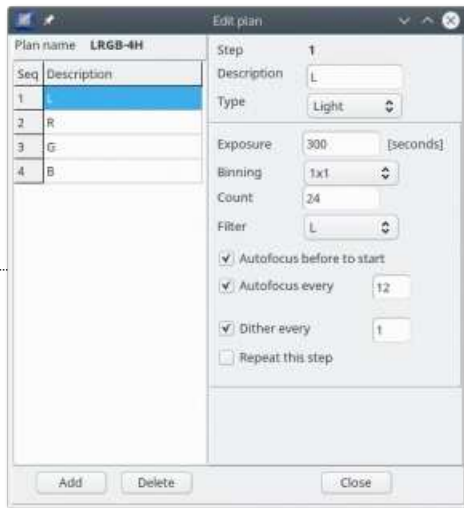 Edit plan
Plan name LRGB-4H
Seq Description
1 L
2 R
3 G
4 B
Step 1
Description L
Type Light
Exposure 300 [seconds]
Binning 1x1
Count 24
Filter L
Autofocus before to start
Autofocus every 12
Dither every 1
Repeat this step
Add Delete Close